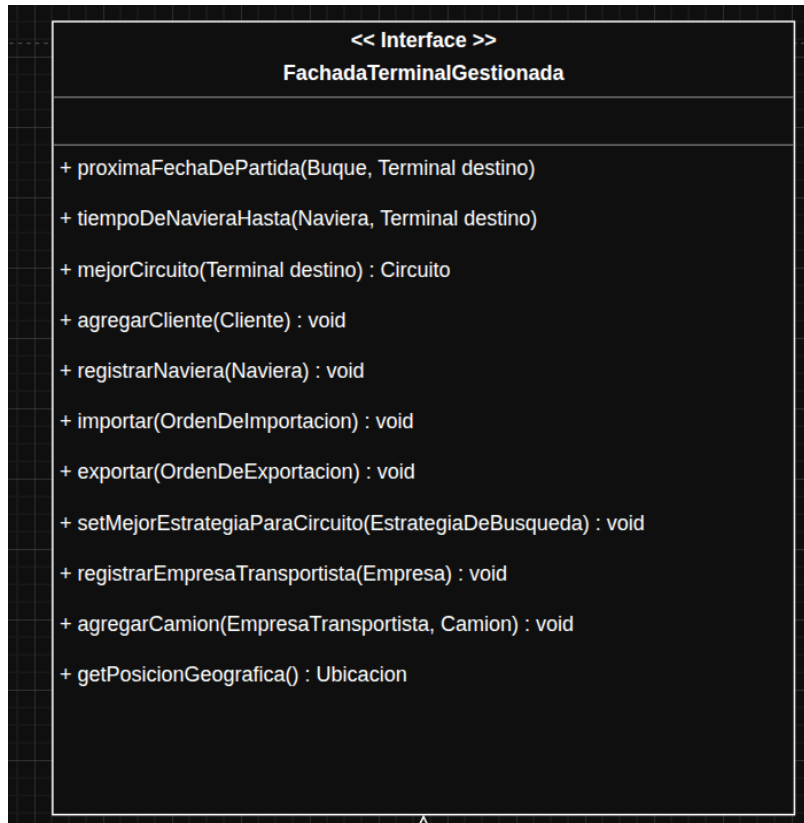 << Interface >>
FachadaTerminalGestionada
+ proximaFechaDePartida(Buque, Terminal destino)
+ tiempoDeNavieraHasta(Naviera, Terminal destino)
+ mejorCircuito(Terminal destino) : Circuito
+ agregarCliente(Cliente) : void
+ registrarNaviera(Naviera) : void
+ importar(OrdenDeImportacion) : void
+ exportar(OrdenDeExportacion) : void
+ setMejorEstrategiaParaCircuito(EstrategiaDeBusqueda) : void
+ registrarEmpresaTransportista(Empresa) : void
+ agregarCamion(EmpresaTransportista, Camion) : void
+ getPosicionGeografica() : Ubicacion